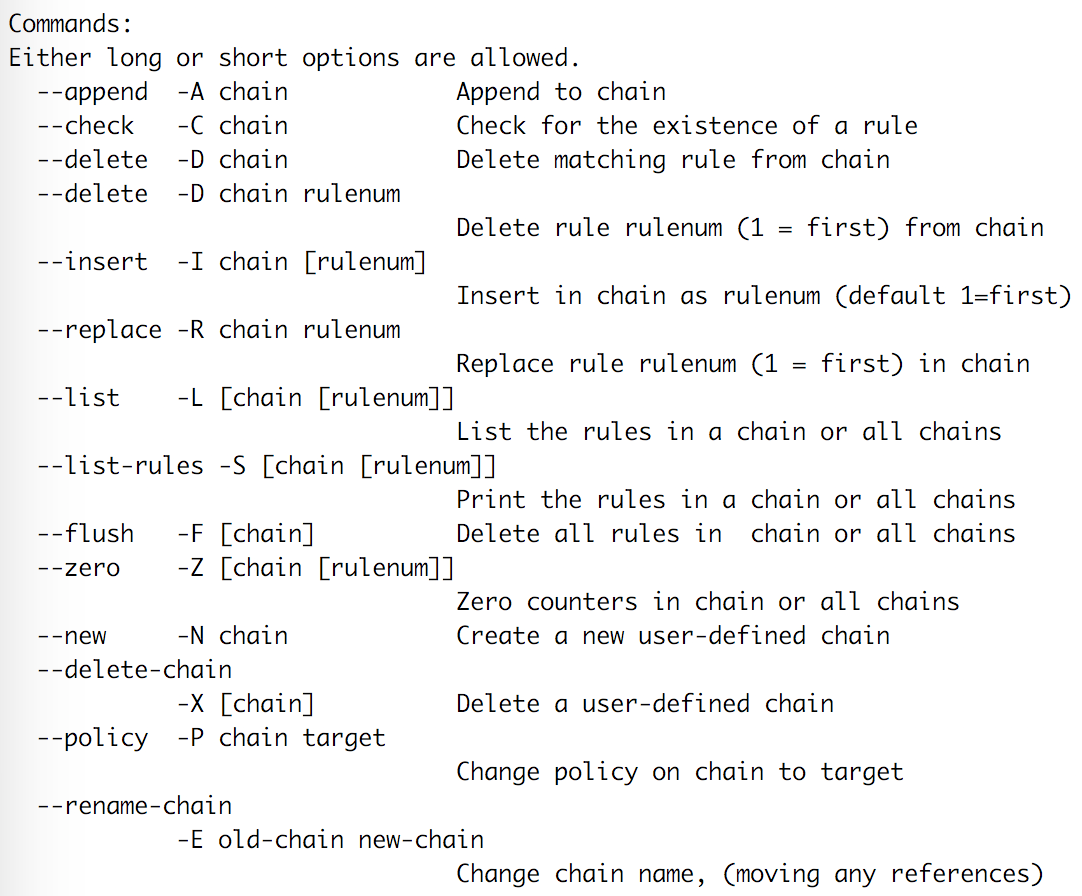 Commands:
Either long or short options are allowed.
  --append  -A chain            Append to chain
  --check   -C chain            Check for the existence of a rule
  --delete  -D chain            Delete matching rule from chain
  --delete  -D chain rulenum
                                Delete rule rulenum (1 = first) from chain
  --insert  -I chain [rulenum]
                                Insert in chain as rulenum (default 1=first)
  --replace -R chain rulenum
                                Replace rule rulenum (1 = first) in chain
  --list    -L [chain [rulenum]]
                                List the rules in a chain or all chains
  --list-rules -S [chain [rulenum]]
                                Print the rules in a chain or all chains
  --flush   -F [chain]          Delete all rules in  chain or all chains
  --zero    -Z [chain [rulenum]]
                                Zero counters in chain or all chains
  --new     -N chain            Create a new user-defined chain
  --delete-chain
            -X [chain]          Delete a user-defined chain
  --policy  -P chain target
                                Change policy on chain to target
  --rename-chain
            -E old-chain new-chain
                                Change chain name, (moving any references)